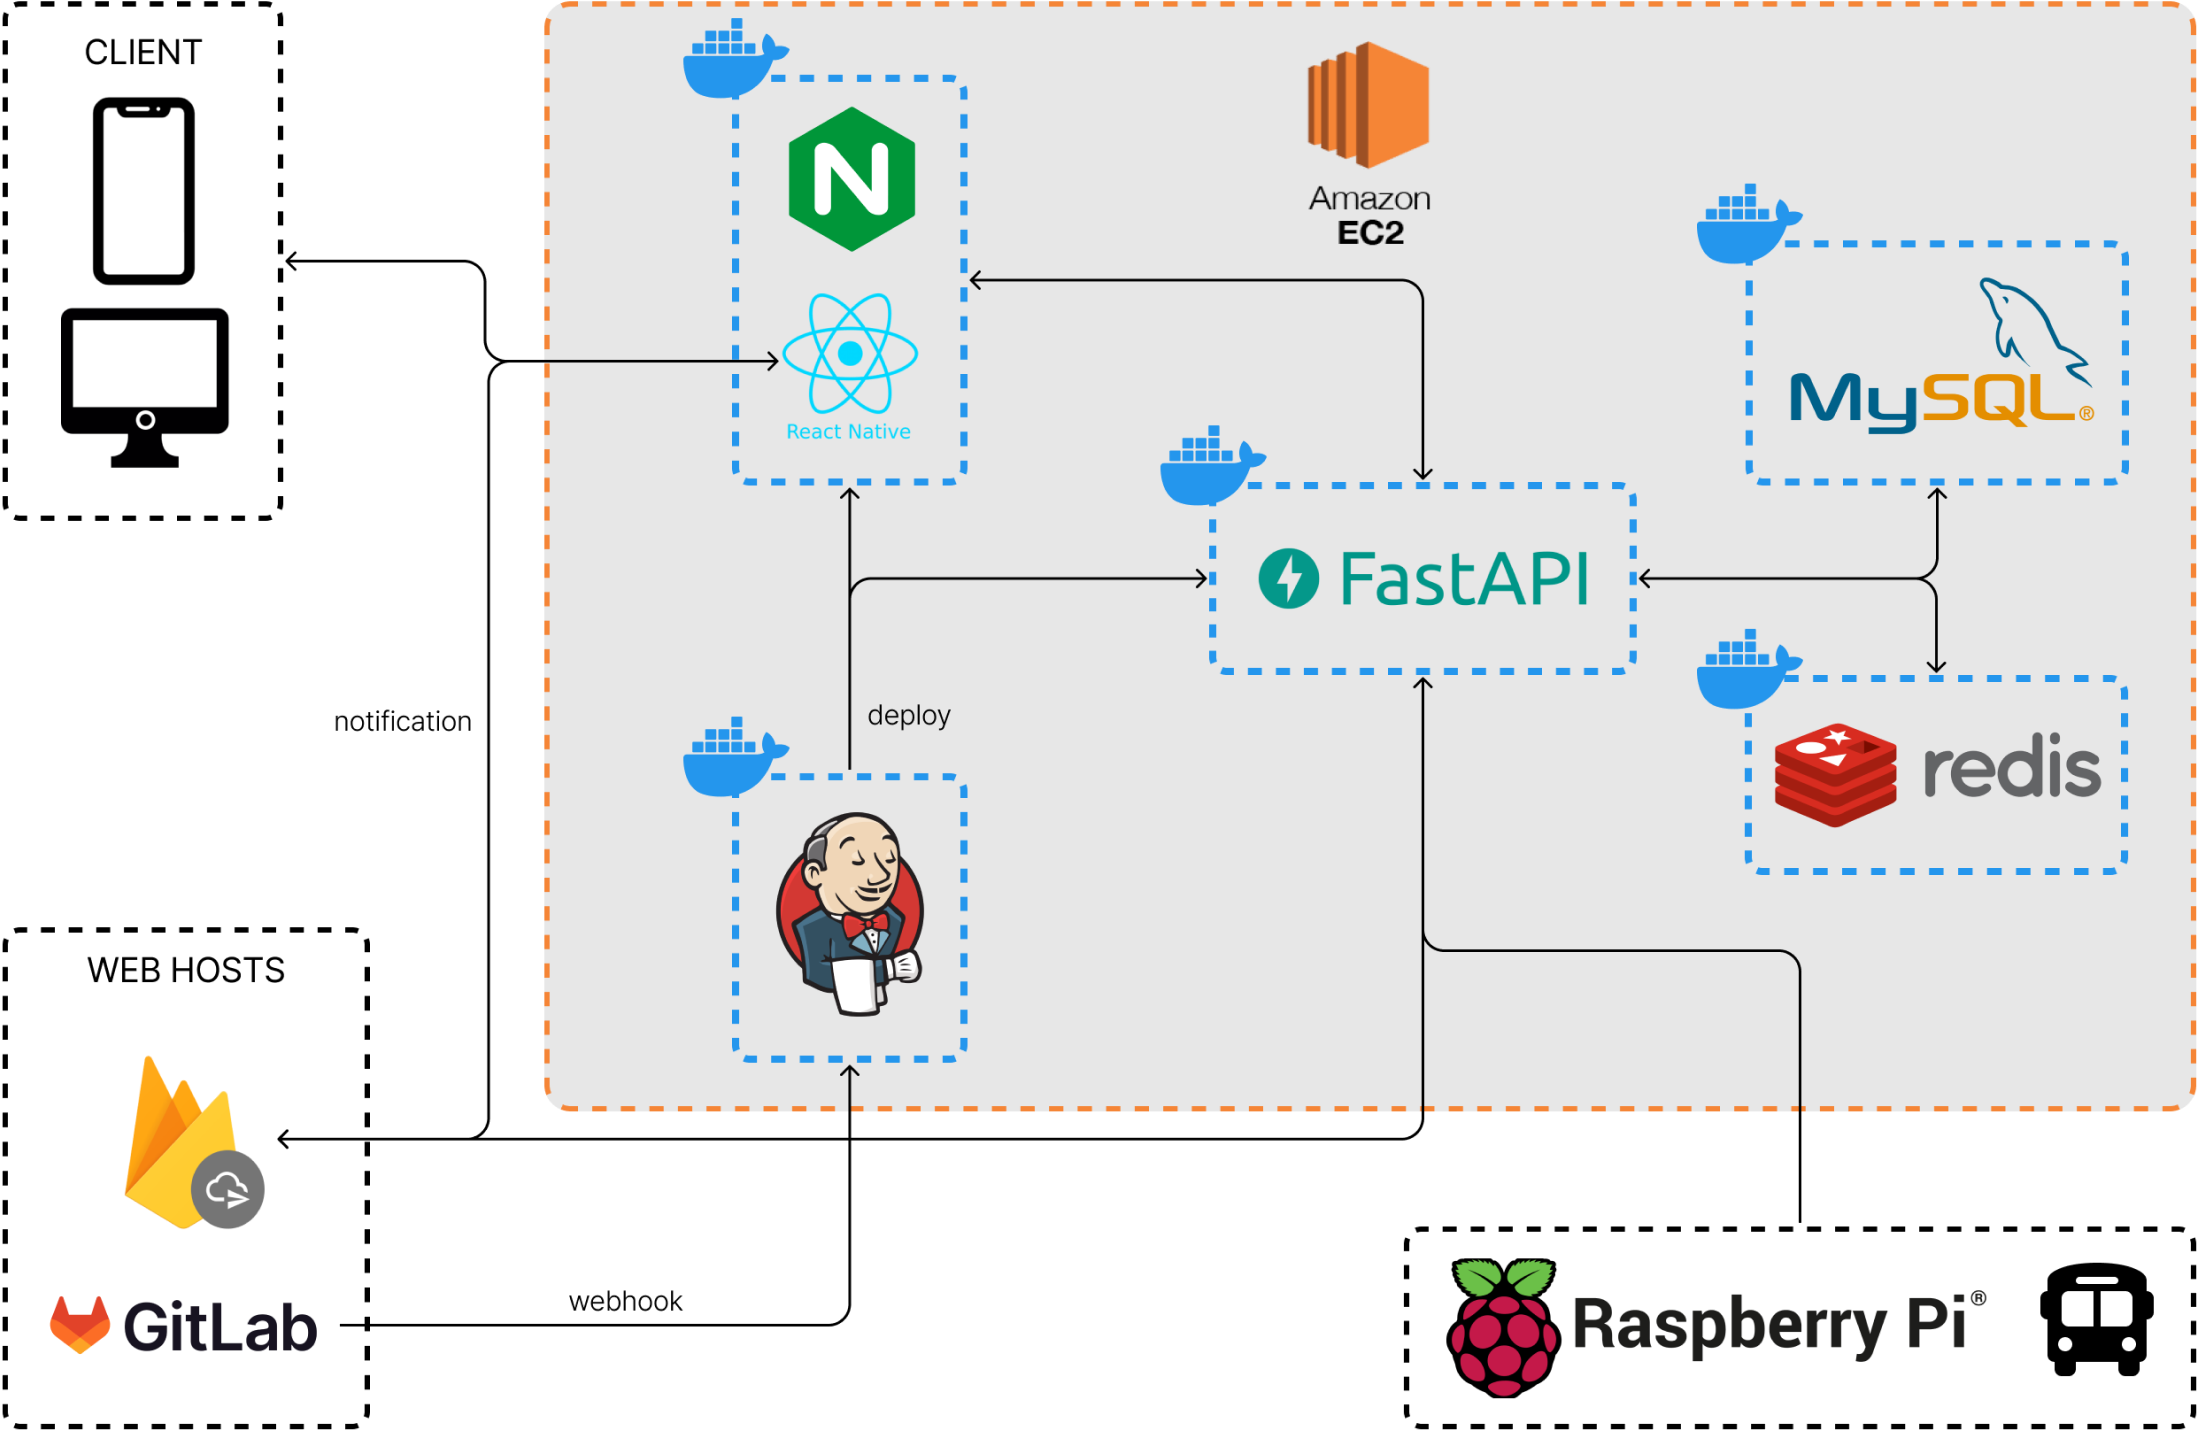 CLIENT
N
React Native
Amazon
EC2
MySQL®
FastAPI
notification
deploy
redis
WEB HOSTS
GitLab
webhook
Raspberry Pi®